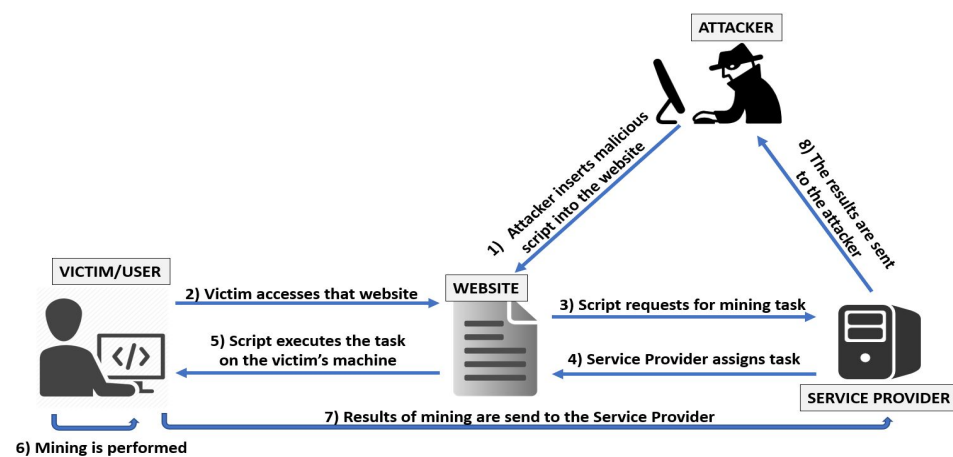 ATTACKER
1) Attacker inserts malicious
script into the website
8) The results are sent
to the attacker
VICTIM/USER
2) Victim accesses that website
WEBSITE
3) Script requests for mining task
5) Script executes the task
on the victim's machine
4) Service Provider assigns task
</>
SERVICE PROVIDER
7) Results of mining are send to the Service Provider
6) Mining is performed